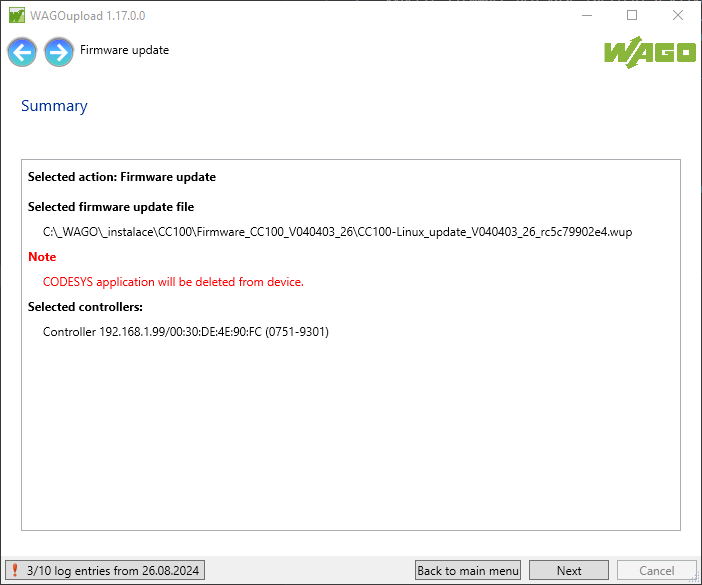 WAGOupload 1.17.0.0
Firmware update
WAGO
Summary
Selected action: Firmware update
Selected firmware update file
C:\_WAGO\_instalace\CC100\Firmware_CC100_V040403_26\CC100-Linux_update_V040403_26_rc5c79902e4.wup
Note
CODESYS application will be deleted from device.
Selected controllers:
Controller 192.168.1.99/00:30:DE:4E:90:FC (0751-9301)
3/10 log entries from 26.08.2024
Back to main menu
Next
Cancel